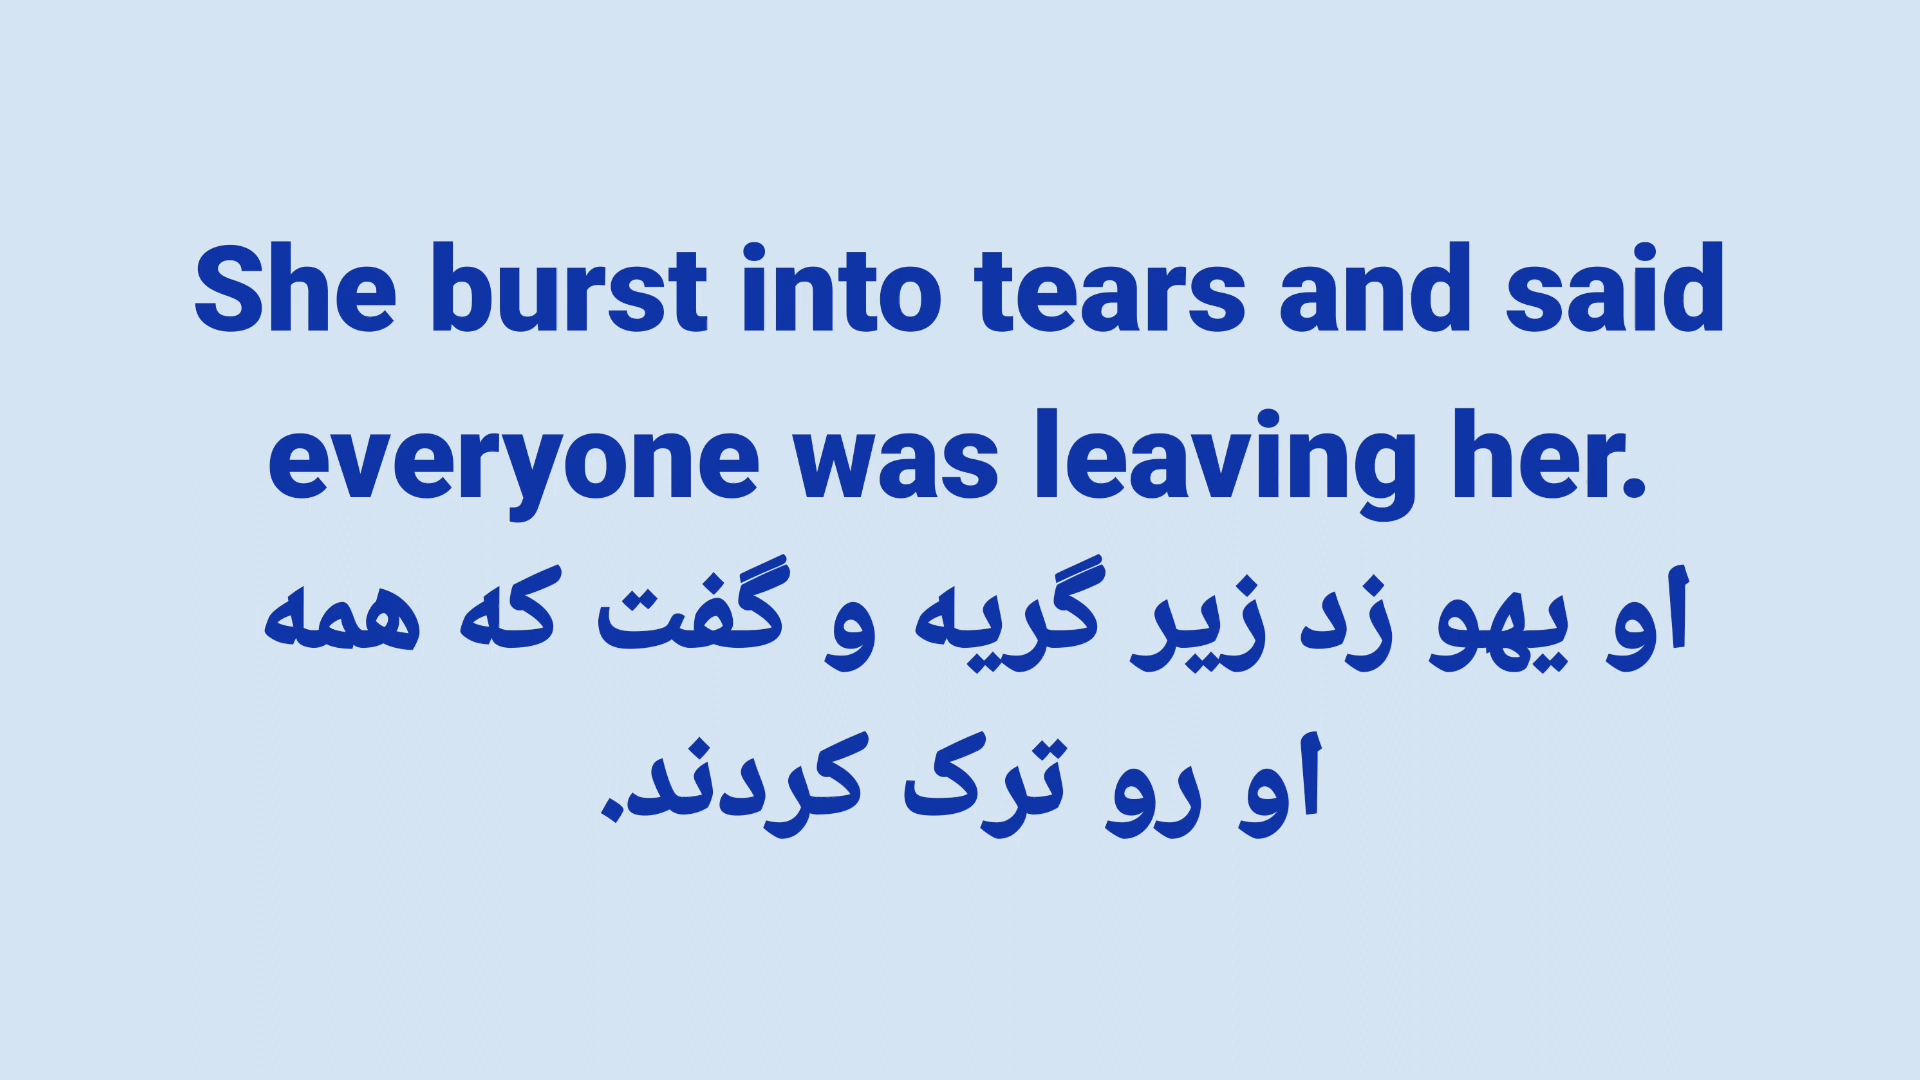 She burst into tears and said
everyone was leaving her.
او یهو زد زیر گریه و گفت که همه
او رو ترک کردند.